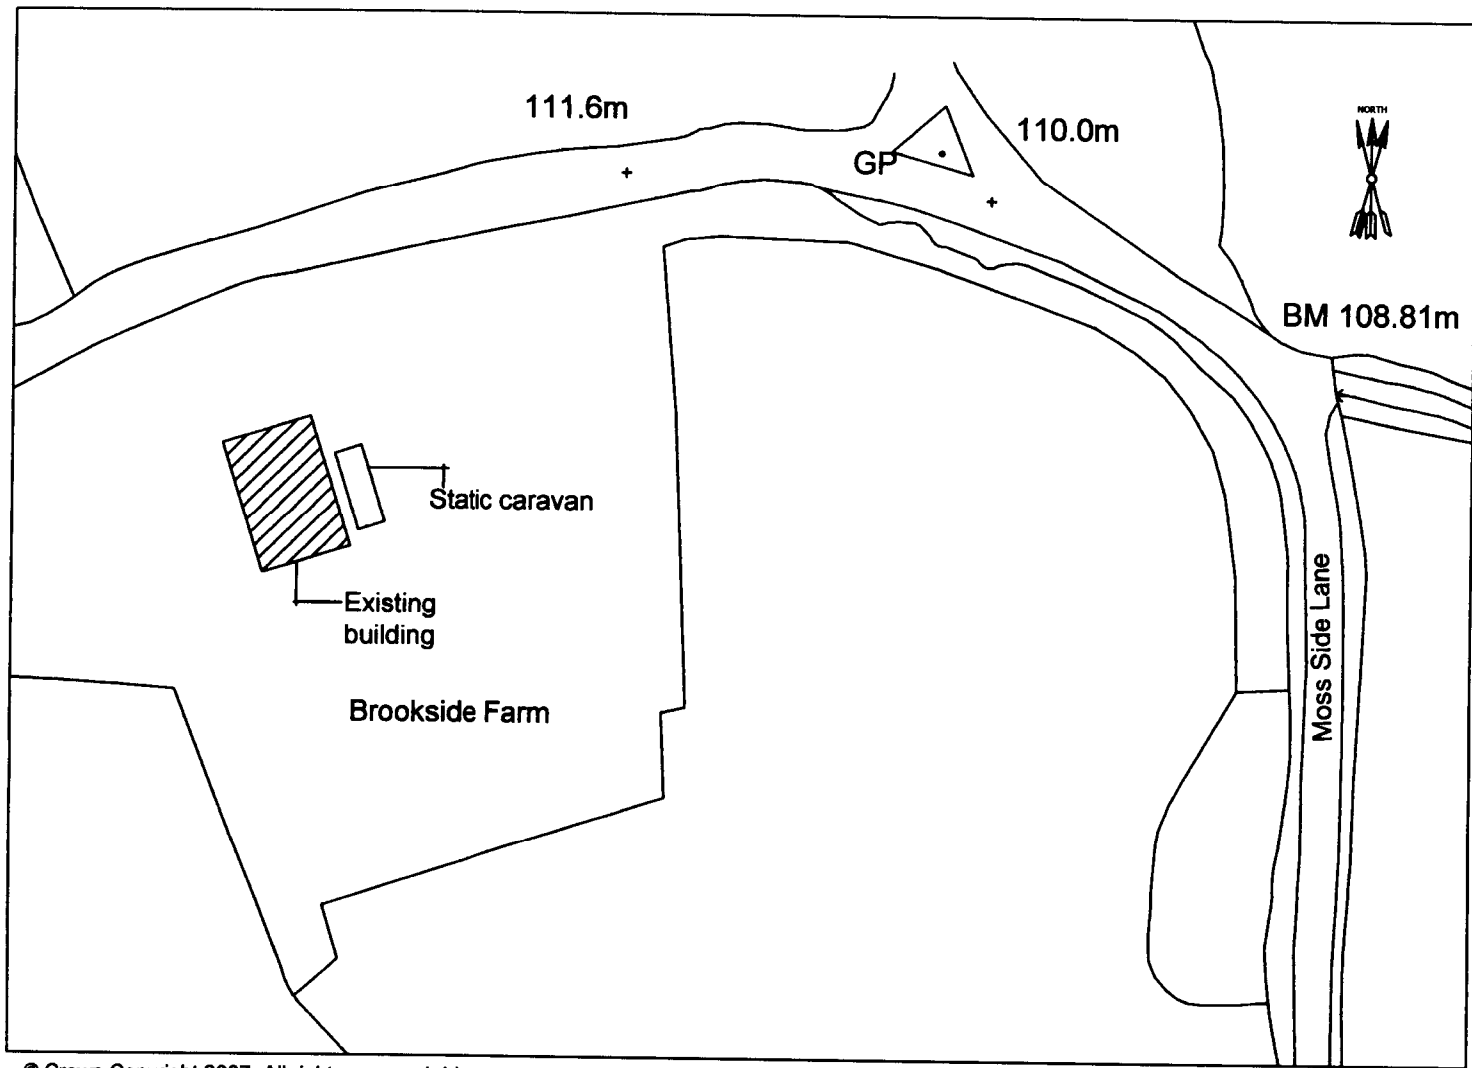 111.6m
110.0m
NORTH
GP
BM 108.81m
Static caravan
Existing
building
Moss Side Lane
Brookside Farm